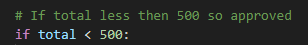 # If total less then 500 so approved
if total < 500: